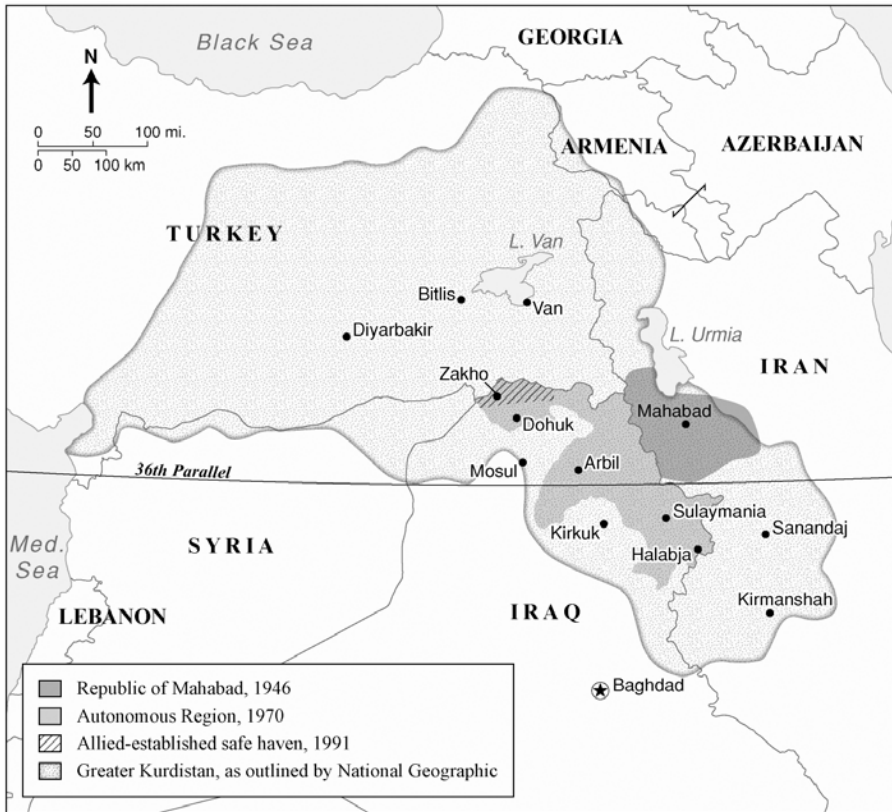 Black Sea
GEORGIA
N
0 50 100 mi.
0 50 100 km
ARMENIA
AZERBAIJAN
TURKEY
L. Van
Bitlis
Van
Diyarbakir
L. Urmia
IRAN
Zakho
Mahabad
Dohuk
Mosul
Arbil
36th Parallel
Sulaymania
Kirkuk
Sanandaj
Med.
Sea
SYRIA
Halabja
LEBANON
IRAQ
Kirmanshah
Baghdad
Republic of Mahabad, 1946
Autonomous Region, 1970
Allied-established safe haven, 1991
Greater Kurdistan, as outlined by National Geographic